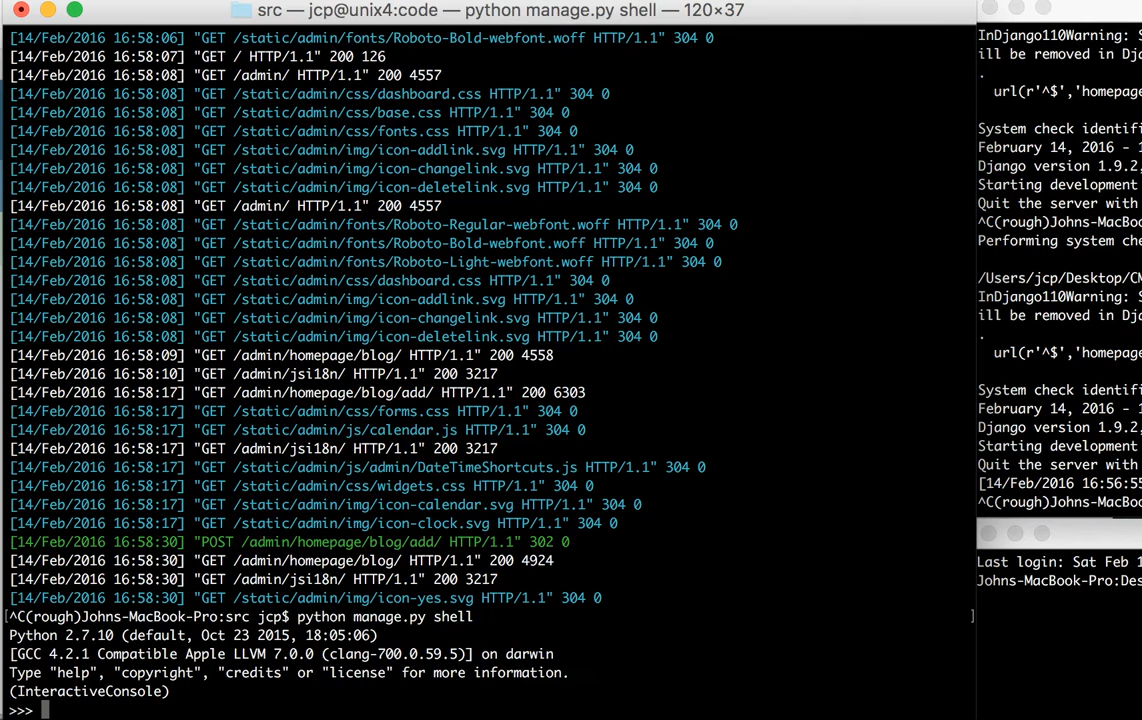 src — jcp@unix4:code — python manage.py shell — 120×37
[14/Feb/2016 16:58:06] "GET /static/admin/fonts/Roboto-Bold-webfont.woff HTTP/1.1" 304 0
[14/Feb/2016 16:58:07] "GET / HTTP/1.1" 200 126
[14/Feb/2016 16:58:08] "GET /admin/ HTTP/1.1" 200 4557
[14/Feb/2016 16:58:08] "GET /static/admin/css/dashboard.css HTTP/1.1" 304 0
[14/Feb/2016 16:58:08] "GET /static/admin/css/base.css HTTP/1.1" 304 0
[14/Feb/2016 16:58:08] "GET /static/admin/css/fonts.css HTTP/1.1" 304 0
[14/Feb/2016 16:58:08] "GET /static/admin/img/icon-addlink.svg HTTP/1.1" 304 0
[14/Feb/2016 16:58:08] "GET /static/admin/img/icon-changelink.svg HTTP/1.1" 304 0
[14/Feb/2016 16:58:08] "GET /static/admin/img/icon-deletelink.svg HTTP/1.1" 304 0
[14/Feb/2016 16:58:08] "GET /admin/ HTTP/1.1" 200 4557
[14/Feb/2016 16:58:08] "GET /static/admin/fonts/Roboto-Regular-webfont.woff HTTP/1.1" 304 0
[14/Feb/2016 16:58:08] "GET /static/admin/fonts/Roboto-Bold-webfont.woff HTTP/1.1" 304 0
[14/Feb/2016 16:58:08] "GET /static/admin/fonts/Roboto-Light-webfont.woff HTTP/1.1" 304 0
[14/Feb/2016 16:58:08] "GET /static/admin/css/dashboard.css HTTP/1.1" 304 0
[14/Feb/2016 16:58:08] "GET /static/admin/img/icon-addlink.svg HTTP/1.1" 304 0
[14/Feb/2016 16:58:08] "GET /static/admin/img/icon-changelink.svg HTTP/1.1" 304 0
[14/Feb/2016 16:58:08] "GET /static/admin/img/icon-deletelink.svg HTTP/1.1" 304 0
[14/Feb/2016 16:58:09] "GET /admin/homepage/blog/ HTTP/1.1" 200 4558
[14/Feb/2016 16:58:10] "GET /admin/jsi18n/ HTTP/1.1" 200 3217
[14/Feb/2016 16:58:17] "GET /admin/homepage/blog/add/ HTTP/1.1" 200 6303
[14/Feb/2016 16:58:17] "GET /static/admin/css/forms.css HTTP/1.1" 304 0
[14/Feb/2016 16:58:17] "GET /static/admin/js/calendar.js HTTP/1.1" 304 0
[14/Feb/2016 16:58:17] "GET /admin/jsi18n/ HTTP/1.1" 200 3217
[14/Feb/2016 16:58:17] "GET /static/admin/js/admin/DateTimeShortcuts.js HTTP/1.1" 304 0
[14/Feb/2016 16:58:17] "GET /static/admin/css/widgets.css HTTP/1.1" 304 0
[14/Feb/2016 16:58:17] "GET /static/admin/img/icon-calendar.svg HTTP/1.1" 304 0
[14/Feb/2016 16:58:17] "GET /static/admin/img/icon-clock.svg HTTP/1.1" 304 0
[14/Feb/2016 16:58:30] "POST /admin/homepage/blog/add/ HTTP/1.1" 302 0
[14/Feb/2016 16:58:30] "GET /admin/homepage/blog/ HTTP/1.1" 200 4924
[14/Feb/2016 16:58:30] "GET /admin/jsi18n/ HTTP/1.1" 200 3217
[14/Feb/2016 16:58:30] "GET /static/admin/img/icon-yes.svg HTTP/1.1" 304 0
[^C(rough)Johns-MacBook-Pro:src jcp$ python manage.py shell ]
Python 2.7.10 (default, Oct 23 2015, 18:05:06)
[GCC 4.2.1 Compatible Apple LLVM 7.0.0 (clang-700.0.59.5)] on darwin
Type "help", "copyright", "credits" or "license" for more information.
(InteractiveConsole)
>>>
InDjango110Warning: S
ill be removed in Dja
.
url(r'^$','homepage
System check identifi
February 14, 2016 - 1
Django version 1.9.2,
Starting development
Quit the server with
^C(rough)Johns-MacBoo
Performing system che
/Users/jcp/Desktop/CM
InDjango110Warning: S
ill be removed in Dja
.
url(r'^$','homepage
System check identifi
February 14, 2016 - 1
Django version 1.9.2,
Starting development
Quit the server with
[14/Feb/2016 16:56:55
^C(rough)Johns-MacBoo
Last login: Sat Feb 1
Johns-MacBook-Pro:Des